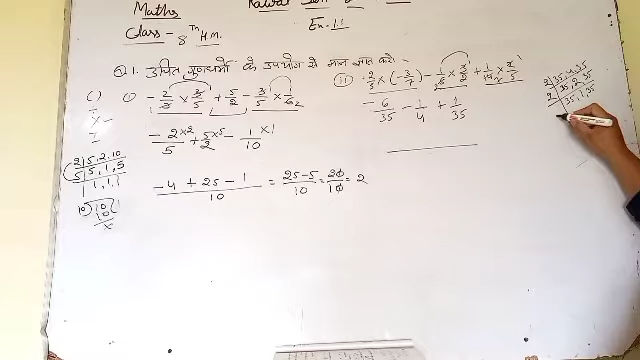 Maths
Class - 8th H.M.
Ex - 1.1
Q 1. उचित गुणधर्मों के उपयोग से मान ज्ञात करो
(i) -2/3 × 3/5 + 5/2 - 3/5 × 1/6
-2×2/5 + 5×5/2 - 1/10 ×1
-4 + 25 - 1/10 = 25-5/10 = 20/10 = 2
2|5,2,10
5|5,1,5
|1,1,1
(ii) 2/5 × (-3/7) - 1/6 × 3/2 + 1/14 × 2/5
-6/35 - 1/4 + 1/35
2|35,4,35
2|35,2,35
35,1,35